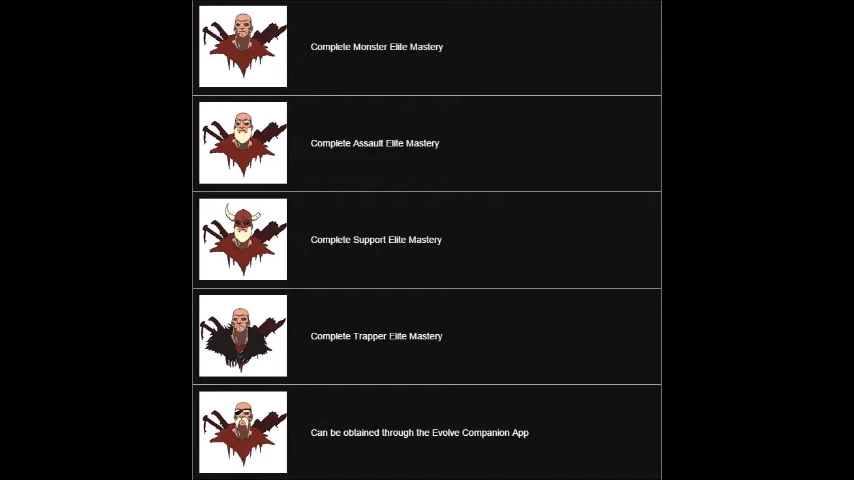 Complete Monster Elite Mastery
Complete Assault Elite Mastery
Complete Support Elite Mastery
Complete Trapper Elite Mastery
Can be obtained through the Evolve Companion App